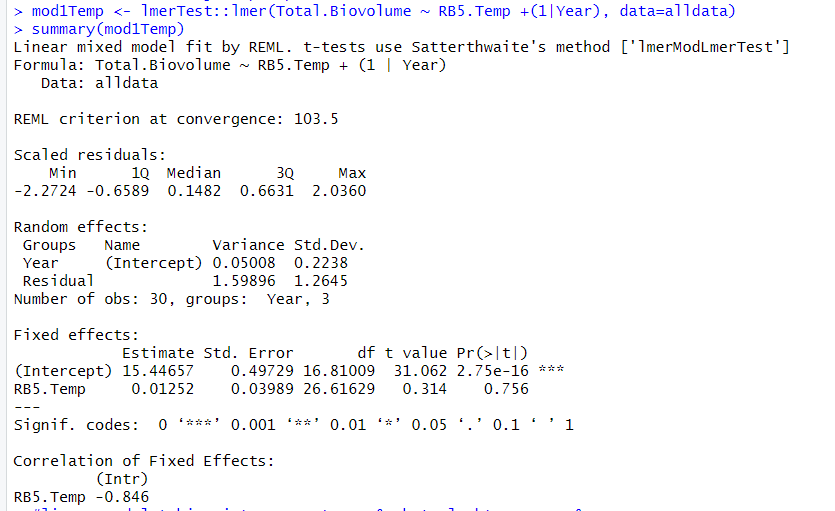 > mod1Temp <- lmerTest::lmer(Total.Biovolume ~ RB5.Temp +(1|Year), data=alldata)
> summary(mod1Temp)
Linear mixed model fit by REML. t-tests use Satterthwaite's method ['lmerModLmerTest']
Formula: Total.Biovolume ~ RB5.Temp + (1 | Year)
   Data: alldata

REML criterion at convergence: 103.5

Scaled residuals:
    Min      1Q  Median      3Q     Max
-2.2724 -0.6589  0.1482  0.6631  2.0360

Random effects:
 Groups   Name        Variance Std.Dev.
 Year     (Intercept) 0.05008  0.2238
 Residual             1.59896  1.2645
Number of obs: 30, groups:  Year, 3

Fixed effects:
            Estimate Std. Error       df t value Pr(>|t|)
(Intercept) 15.44657    0.49729 16.81009  31.062 2.75e-16 ***
RB5.Temp     0.01252    0.03989 26.61629   0.314    0.756
---
Signif. codes:  0 ‘***’ 0.001 ‘**’ 0.01 ‘*’ 0.05 ‘.’ 0.1 ‘ ’ 1

Correlation of Fixed Effects:
         (Intr)
RB5.Temp -0.846